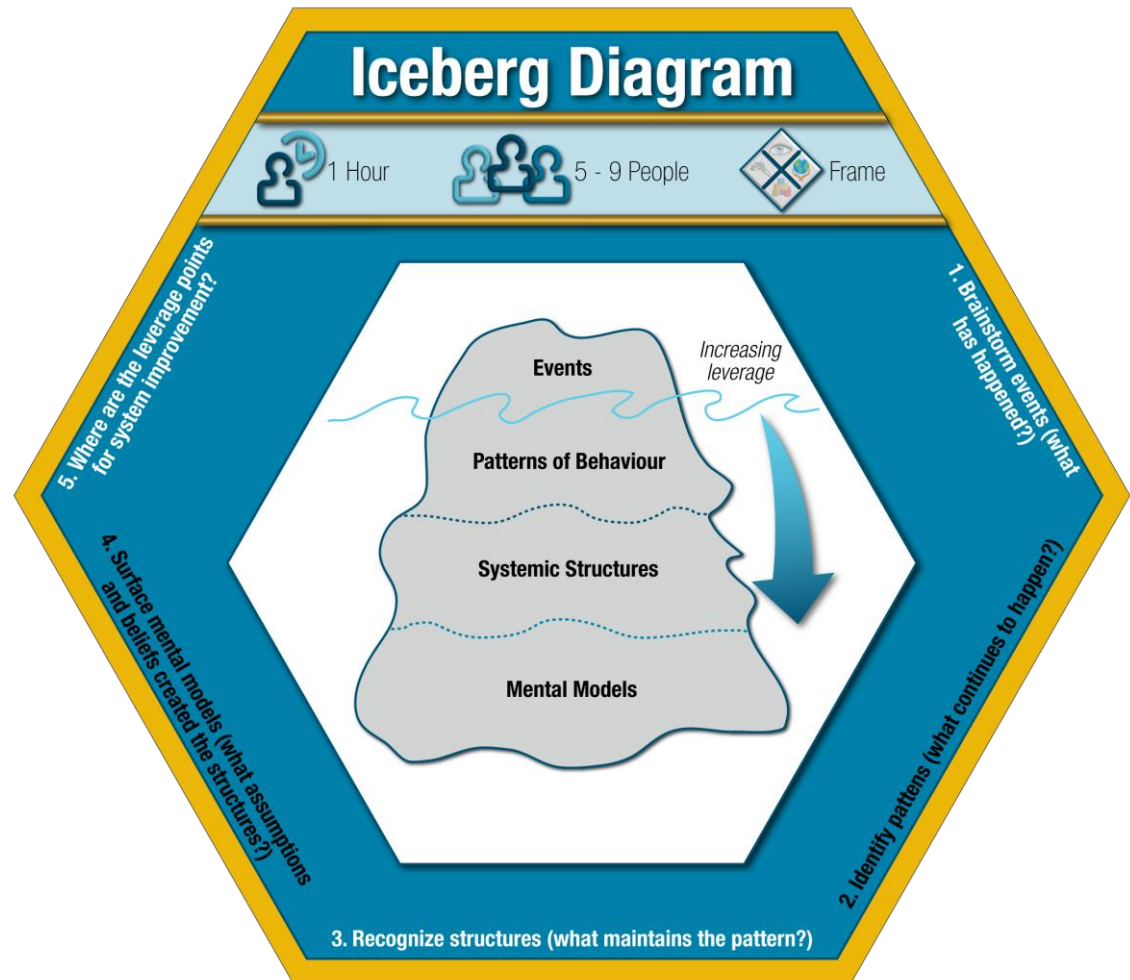 Iceberg Diagram
1 Hour
5 - 9 People
Frame
1. Brainstorm events (what
has happened?)
2. Identify pattens (what continues to happen?)
3. Recognize structures (what maintains the pattern?)
4. Surface mental models (what assumptions
and beliefs created the structures?)
5. Where are the leverage points
for system improvement?
Increasing
leverage
Events
Patterns of Behaviour
Systemic Structures
Mental Models